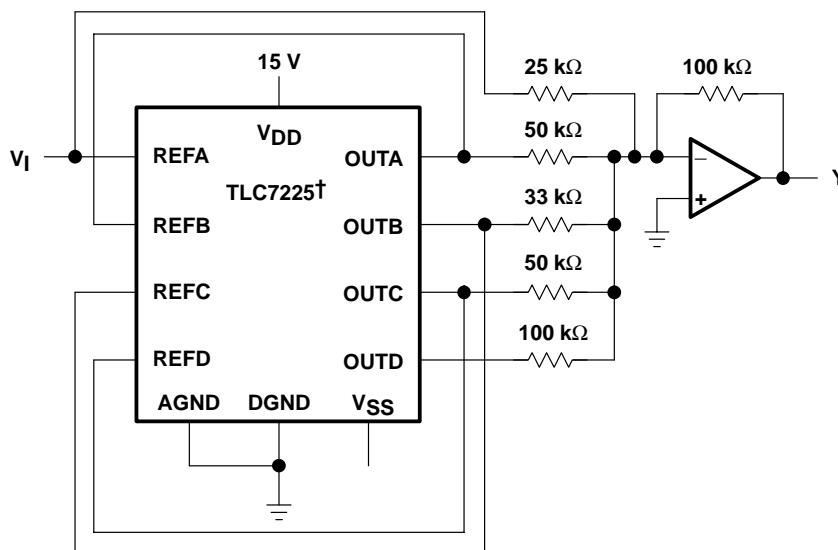 25 kΩ
100 kΩ
15 V
50 kΩ
VDD
VI
REFA
OUTA
−
Y
TLC7225†
33 kΩ
+
REFB
OUTB
50 kΩ
REFC
OUTC
100 kΩ
REFD
OUTD
AGND
DGND
VSS